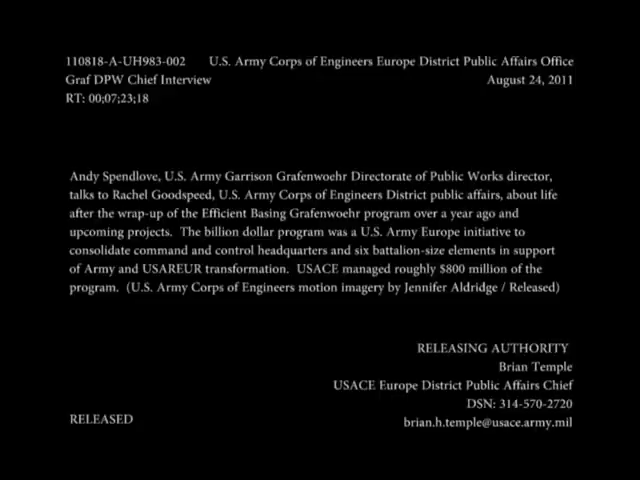 110818-A-UH983-002 U.S. Army Corps of Engineers Europe District Public Affairs Office
Graf DPW Chief Interview August 24, 2011
RT: 00;07;23;18
Andy Spendlove, U.S. Army Garrison Grafenwoehr Directorate of Public Works director,
talks to Rachel Goodspeed, U.S. Army Corps of Engineers District public affairs, about life
after the wrap-up of the Efficient Basing Grafenwoehr program over a year ago and
upcoming projects. The billion dollar program was a U.S. Army Europe initiative to
consolidate command and control headquarters and six battalion-size elements in support
of Army and USAREUR transformation. USACE managed roughly $800 million of the
program. (U.S. Army Corps of Engineers motion imagery by Jennifer Aldridge / Released)
RELEASING AUTHORITY
Brian Temple
USACE Europe District Public Affairs Chief
DSN: 314-570-2720
RELEASED brian.h.temple@usace.army.mil